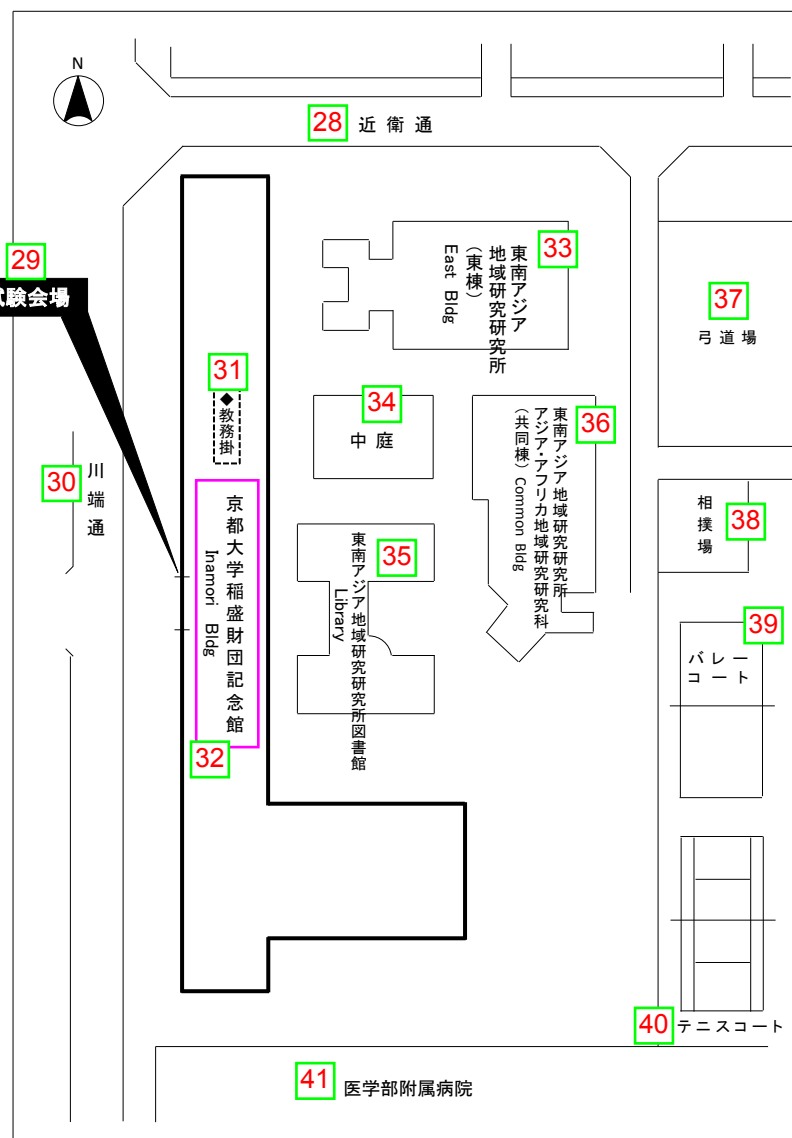 N
28
近衛通
29
試験会場
33
東南アジア
地域研究研究所
(東棟)
East Bldg
37
弓道場
31
◆教務掛
34
中庭
36
東南アジア地域研究研究所
アジア・アフリカ地域研究研究科
(共同棟) Common Bldg
30
川端通
38
相撲場
京都大学稲盛財団記念館
Inamori Bldg
32
35
東南アジア地域研究研究所図書館
Library
39
バレー
コート
40
テニスコート
41
医学部附属病院